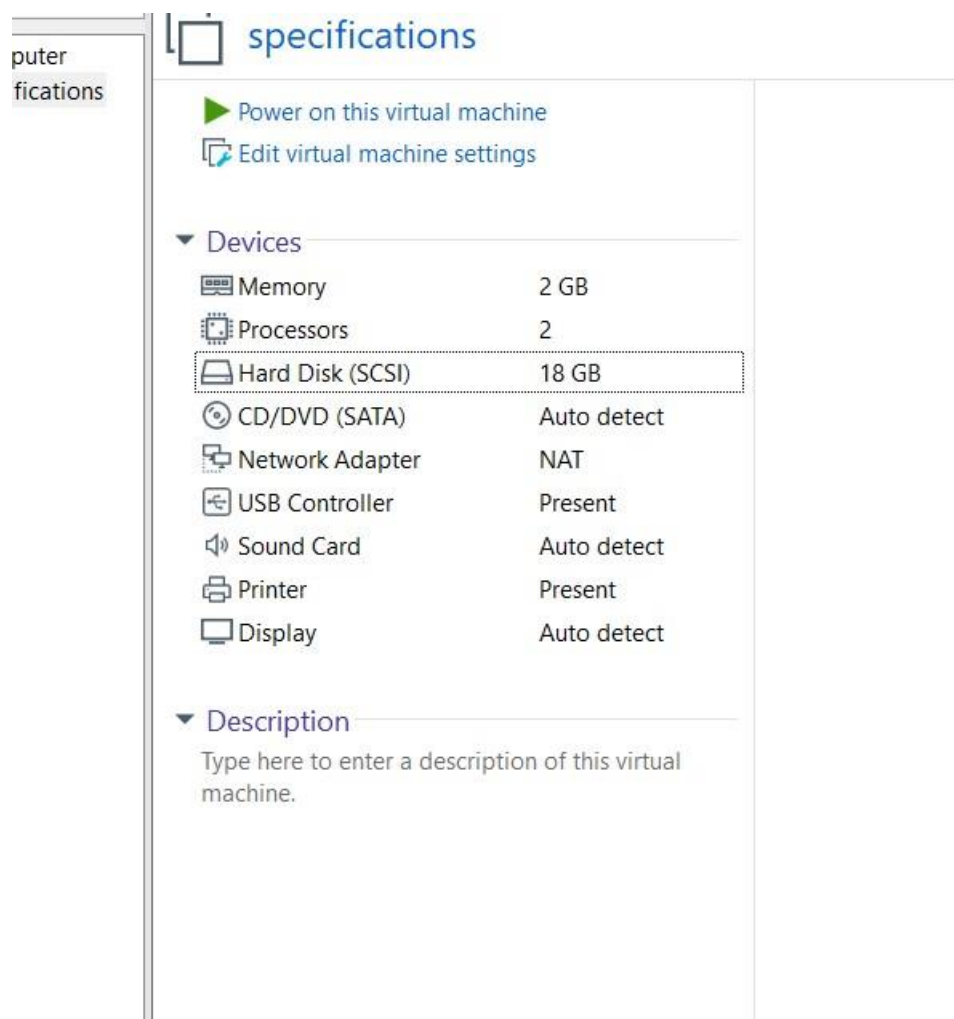 specifications
puter
fications
Power on this virtual machine
Edit virtual machine settings
Devices
Memory 2 GB
Processors 2
Hard Disk (SCSI) 18 GB
CD/DVD (SATA) Auto detect
Network Adapter NAT
USB Controller Present
Sound Card Auto detect
Printer Present
Display Auto detect
Description
Type here to enter a description of this virtual
machine.